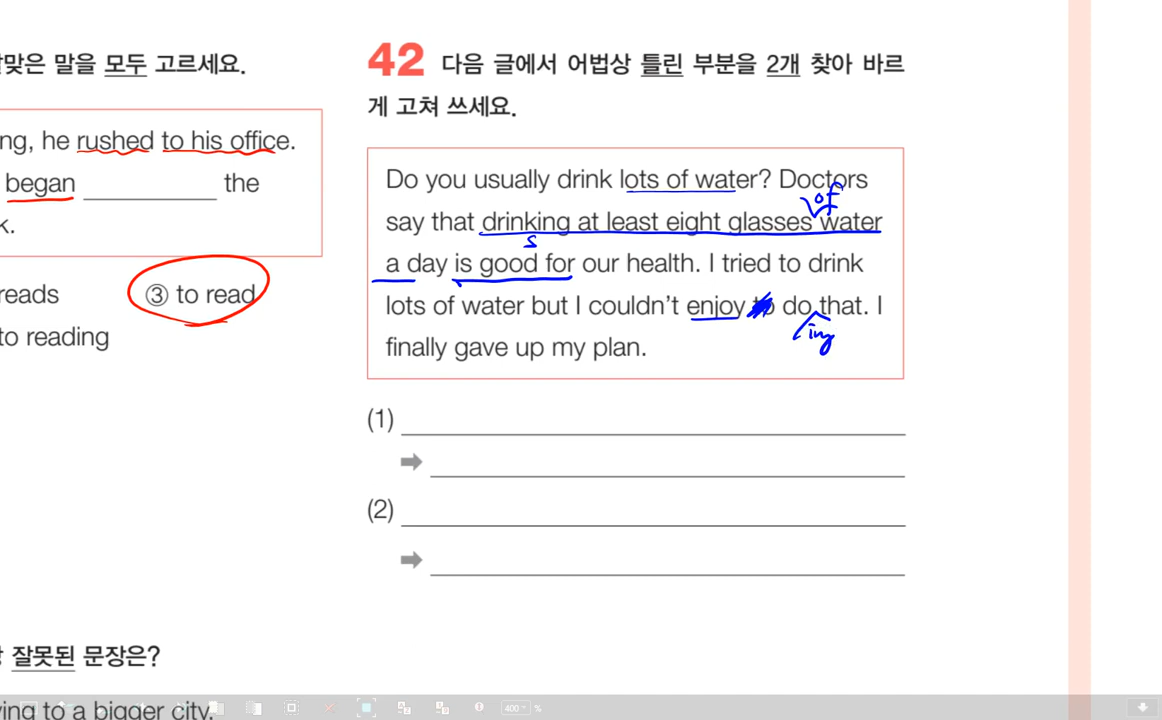 맞은 말을 모두 고르세요.
ng, he rushed to his office.
began ________ the
k.
reads ③ to read
to reading
잘못된 문장은?
ing to a bigger city.
42 다음 글에서 어법상 틀린 부분을 2개 찾아 바르
게 고쳐 쓰세요.
Do you usually drink lots of water? Doctors
of
say that drinking at least eight glasses water
s
a day is good for our health. I tried to drink
lots of water but I couldn't enjoy to do that. I
ing
finally gave up my plan.
(1)
➡
(2)
➡
400 %